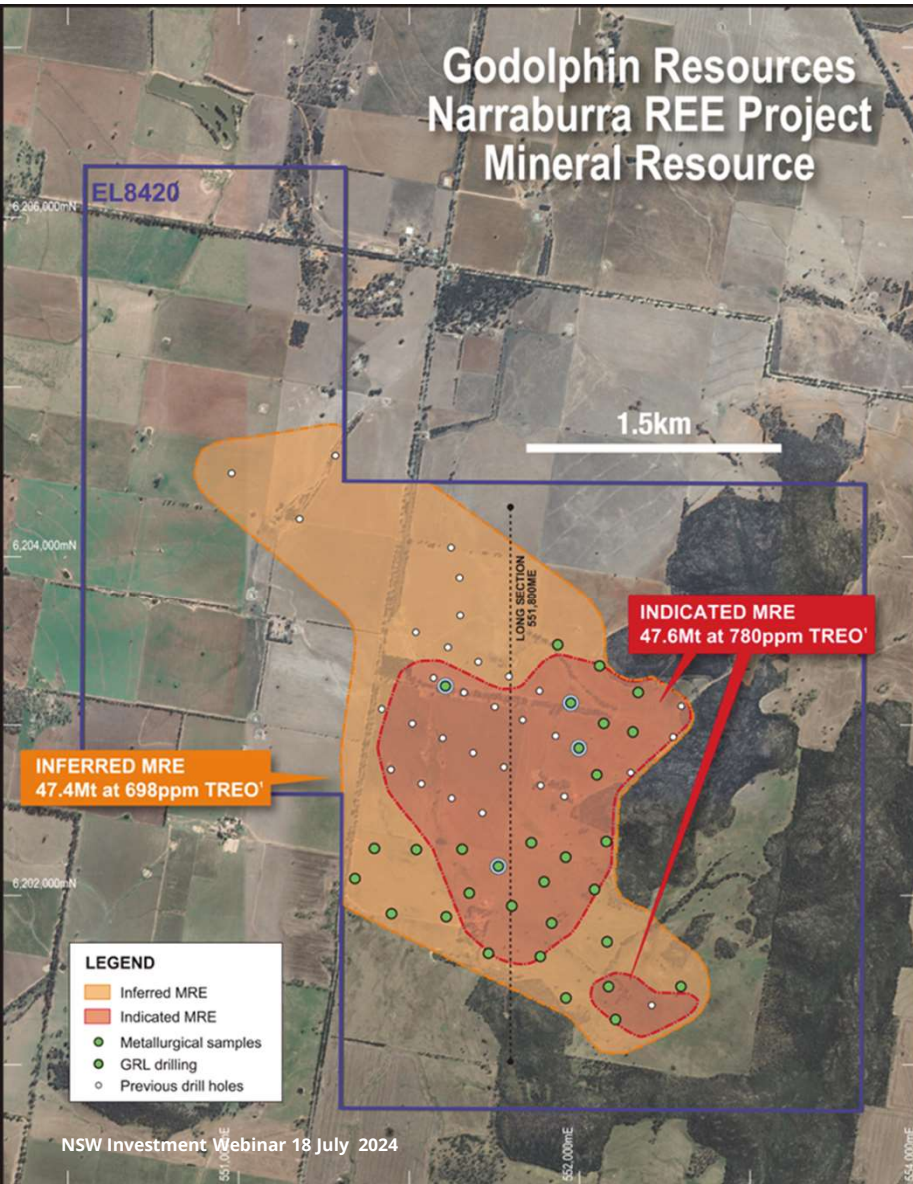 Godolphin Resources
Narraburra REE Project
Mineral Resource
EL8420
6,206,000mN
1.5km
6,204,000mN
LONG SECTION
551,800ME
INDICATED MRE
47.6Mt at 780ppm TREO¹
INFERRED MRE
47.4Mt at 698ppm TREO¹
6,202,000mN
LEGEND
Inferred MRE
Indicated MRE
Metallurgical samples
GRL drilling
Previous drill holes
NSW Investment Webinar 18 July 2024
552,000mE